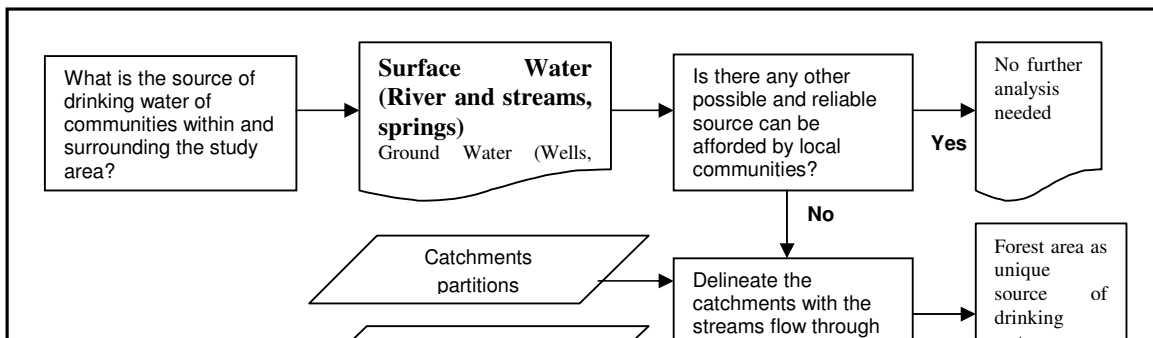 What is the source of
drinking water of
communities within and
surrounding the study
area?
Surface Water
(River and streams,
springs)
Ground Water (Wells,
Is there any other
possible and reliable
source can be
afforded by local
communities?
No further
analysis
needed
Yes
No
Catchments
partitions
Delineate the
catchments with the
streams flow through
Forest area as
unique
source of
drinking